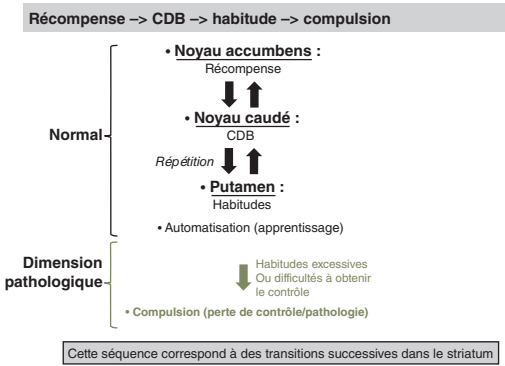 Récompense –> CDB –> habitude –> compulsion
• Noyau accumbens :
Récompense
• Noyau caudé :
CDB
Normal
Répétition
• Putamen :
Habitudes
• Automatisation (apprentissage)
Dimension
pathologique
Habitudes excessives
Ou difficultés à obtenir
le contrôle
• Compulsion (perte de contrôle/pathologie)
Cette séquence correspond à des transitions successives dans le striatum